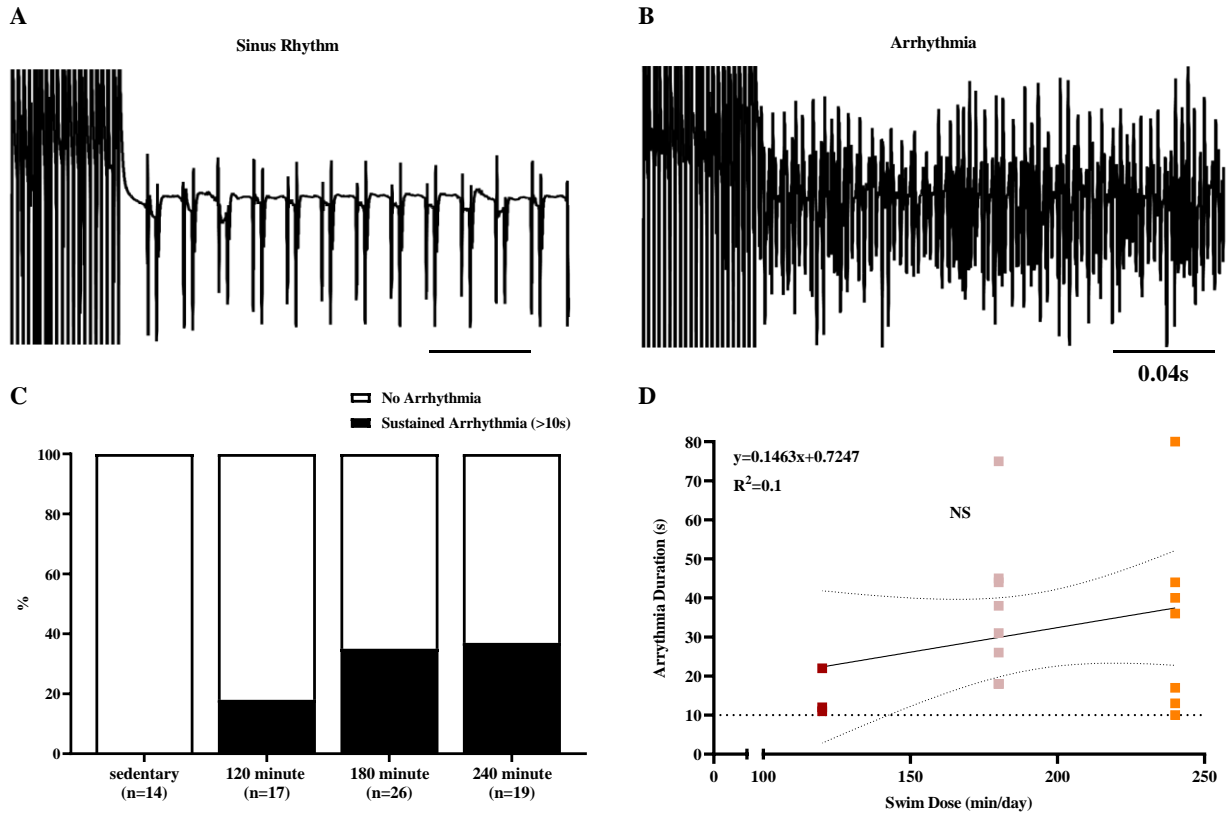 A
Sinus Rhythm
B
Arrhythmia
0.04s
C
No Arrhythmia
Sustained Arrhythmia (>10s)
100
80
60
40
20
0
%
sedentary
(n=14)
120 minute
(n=17)
180 minute
(n=26)
240 minute
(n=19)
D
y=0.1463x+0.7247
R²=0.1
NS
80
70
60
50
40
30
20
10
0
Arrythmia Duration (s)
0
100
150
200
250
Swim Dose (min/day)